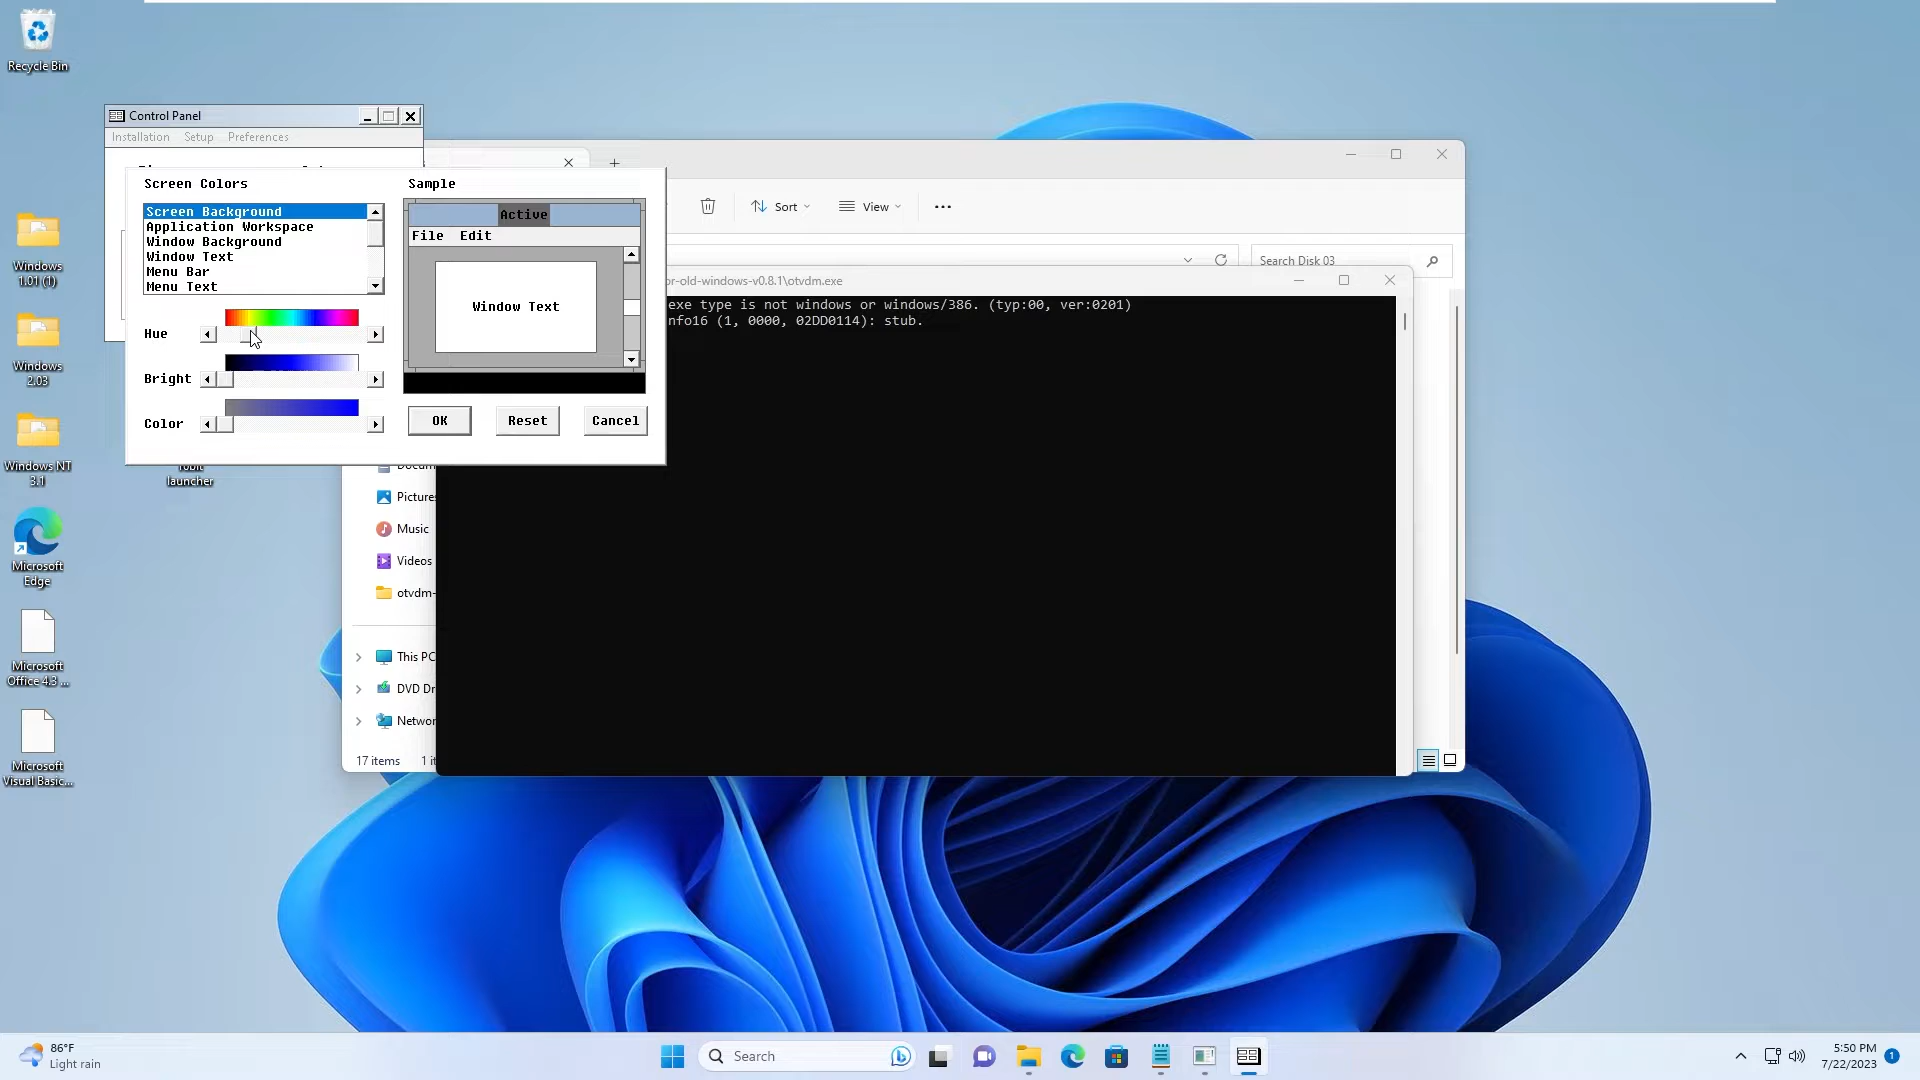 Recycle Bin
Windows
1.01 (1)
Windows
2.03
Windows NT
3.1
Microsoft
Edge
Microsoft
Office 4.3 ...
Microsoft
Visual Basic...
launcher
Control Panel
Installation Setup Preferences
Screen Colors
Screen Background
Application Workspace
Window Background
Window Text
Menu Bar
Menu Text
Hue
Bright
Color
Sample
Active
File Edit
Window Text
OK Reset Cancel
Sort View
Search Disk 03
or-old-windows-v0.8.1\otvdm.exe
exe type is not windows or windows/386. (typ:00, ver:0201)
nfo16 (1, 0000, 02DD0114): stub.
Pictures
Music
Videos
otvdm-
This PC
DVD Dr
Networ
17 items
86°F
Light rain
Search
5:50 PM
7/22/2023
1